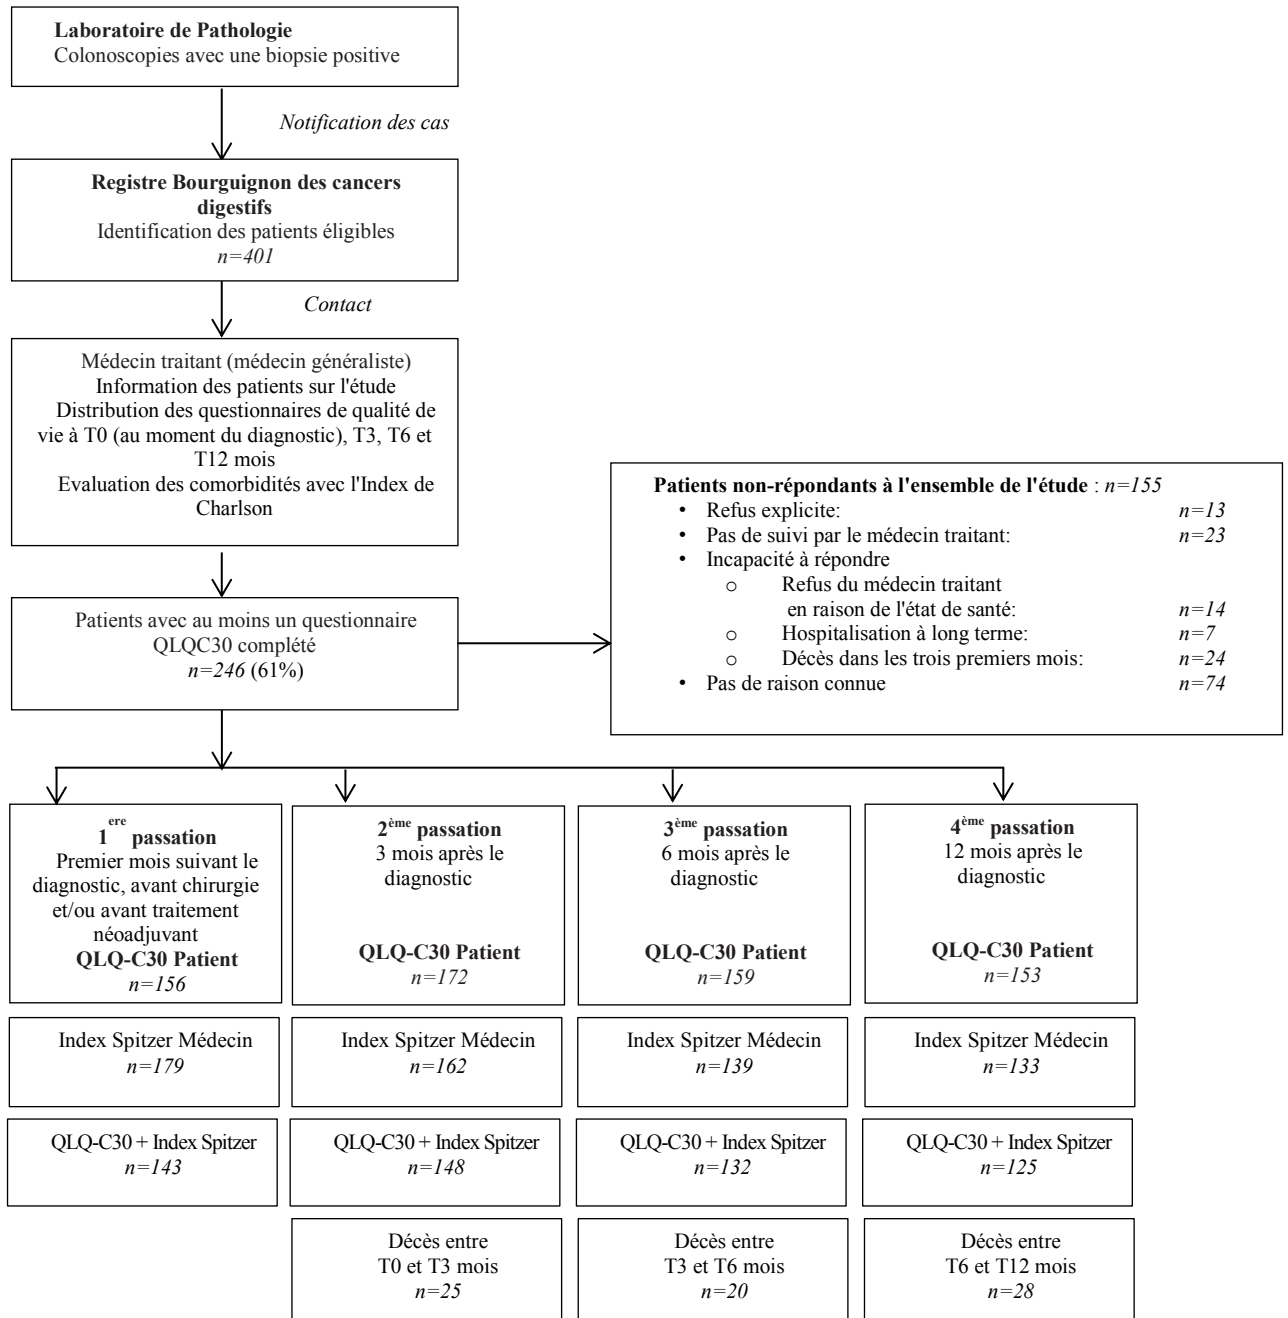 Laboratoire de Pathologie
Colonoscopies avec une biopsie positive
Notification des cas
Registre Bourguignon des cancers
digestifs
Identification des patients éligibles
n=401
Contact
Médecin traitant (médecin généraliste)
Information des patients sur l'étude
Distribution des questionnaires de qualité de
vie à T0 (au moment du diagnostic), T3, T6 et
T12 mois
Evaluation des comorbidités avec l'Index de
Charlson
Patients avec au moins un questionnaire
QLQC30 complété
n=246 (61%)
Patients non-répondants à l'ensemble de l'étude : n=155
• Refus explicite: n=13
• Pas de suivi par le médecin traitant: n=23
• Incapacité à répondre
o Refus du médecin traitant
en raison de l'état de santé: n=14
o Hospitalisation à long terme: n=7
o Décès dans les trois premiers mois: n=24
• Pas de raison connue n=74
1ere passation
Premier mois suivant le
diagnostic, avant chirurgie
et/ou avant traitement
néoadjuvant
QLQ-C30 Patient
n=156
2ème passation
3 mois après le
diagnostic
QLQ-C30 Patient
n=172
3ème passation
6 mois après le
diagnostic
QLQ-C30 Patient
n=159
4ème passation
12 mois après le
diagnostic
QLQ-C30 Patient
n=153
Index Spitzer Médecin
n=179
Index Spitzer Médecin
n=162
Index Spitzer Médecin
n=139
Index Spitzer Médecin
n=133
QLQ-C30 + Index Spitzer
n=143
QLQ-C30 + Index Spitzer
n=148
QLQ-C30 + Index Spitzer
n=132
QLQ-C30 + Index Spitzer
n=125
Décès entre
T0 et T3 mois
n=25
Décès entre
T3 et T6 mois
n=20
Décès entre
T6 et T12 mois
n=28